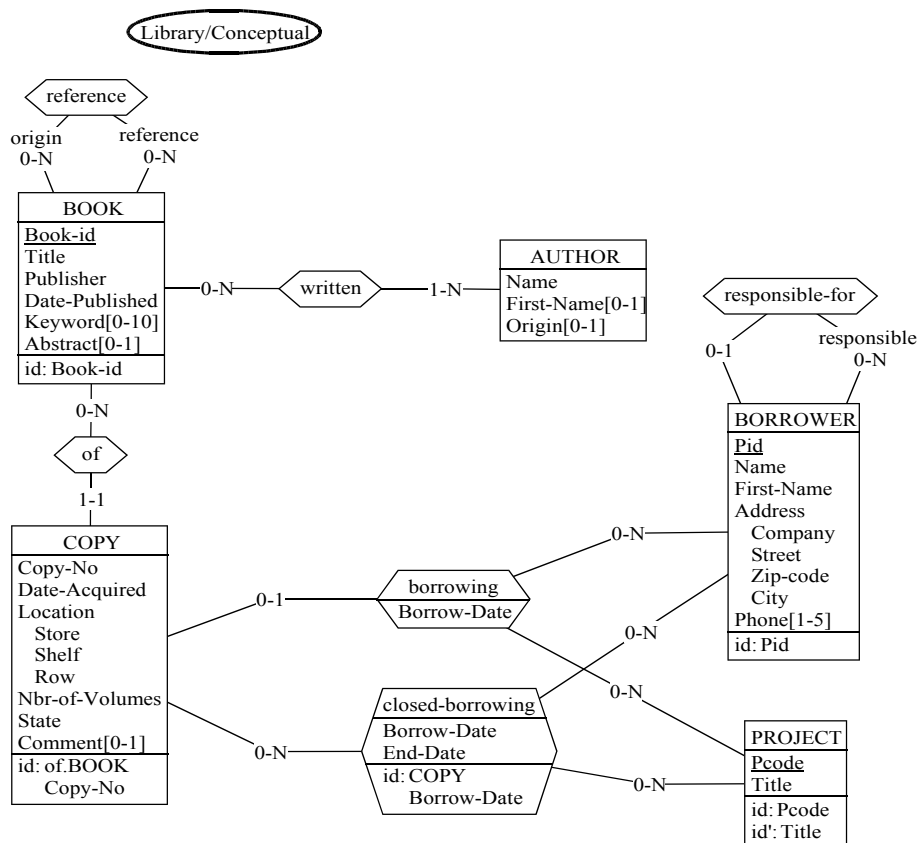 Library/Conceptual
reference
origin
0-N
reference
0-N
BOOK
Book-id
Title
Publisher
Date-Published
Keyword[0-10]
Abstract[0-1]
id: Book-id
0-N
written
1-N
AUTHOR
Name
First-Name[0-1]
Origin[0-1]
responsible-for
0-1
responsible
0-N
BORROWER
Pid
Name
First-Name
Address
Company
Street
Zip-code
City
Phone[1-5]
id: Pid
0-N
of
1-1
COPY
Copy-No
Date-Acquired
Location
Store
Shelf
Row
Nbr-of-Volumes
State
Comment[0-1]
id: of.BOOK
Copy-No
0-1
borrowing
Borrow-Date
0-N
0-N
0-N
0-N
closed-borrowing
Borrow-Date
End-Date
id: COPY
Borrow-Date
0-N
PROJECT
Pcode
Title
id: Pcode
id': Title